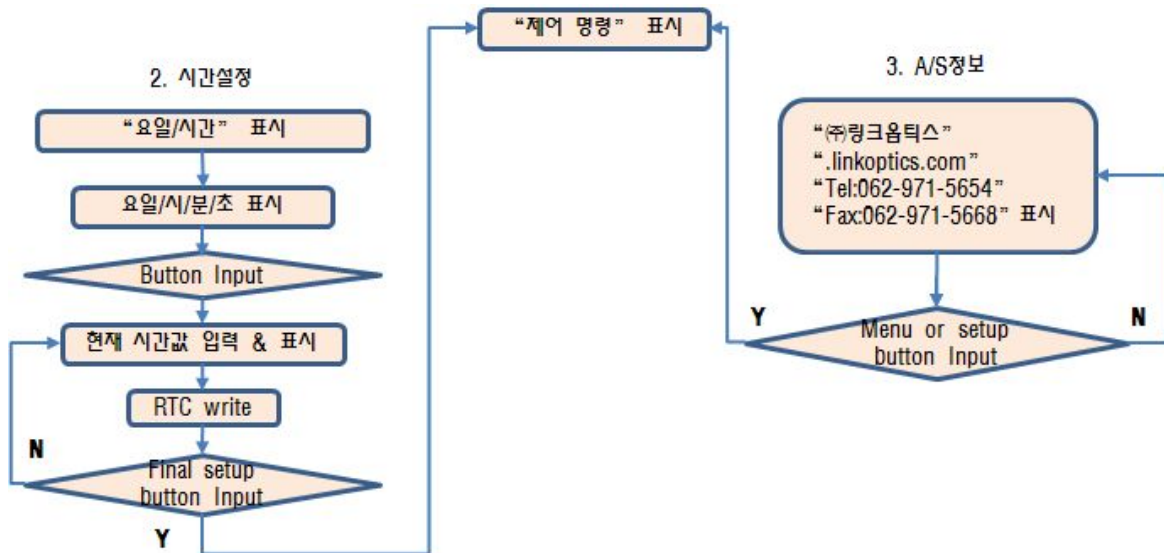 “제어 명령” 표시
2. 시간설정
“요일/시간” 표시
요일/시/분/초 표시
Button Input
현재 시간값 입력 & 표시
RTC write
N
Final setup
button Input
Y
3. A/S정보
“㈜링크옵틱스”
“.linkoptics.com”
“Tel:062-971-5654”
“Fax:062-971-5668” 표시
Y
Menu or setup
button Input
N